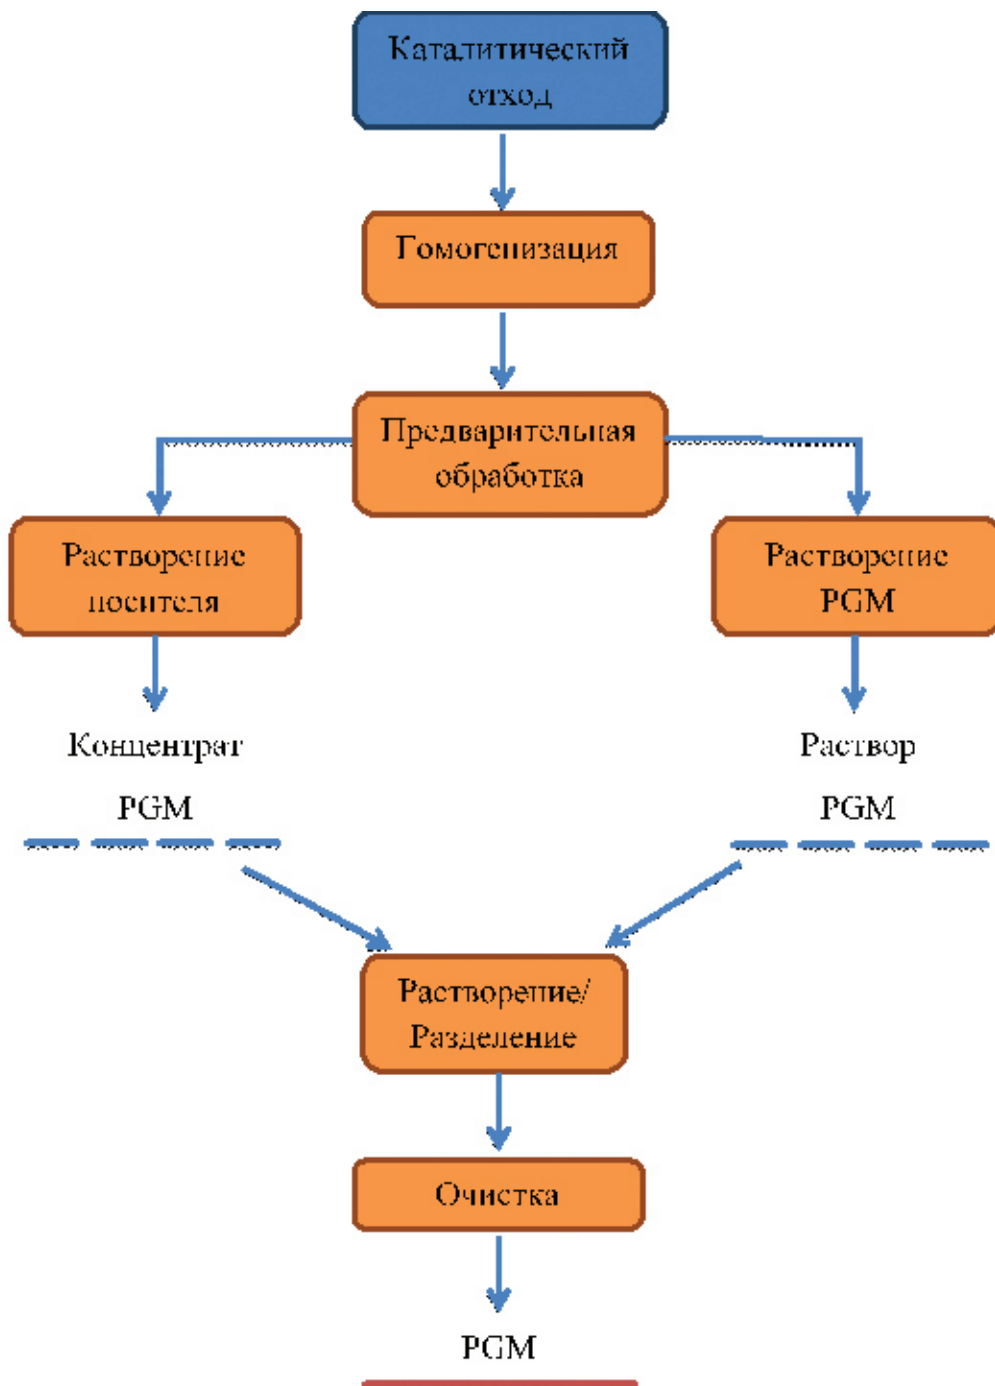 Каталитический
отход
Гомогенизация
Предварительная
обработка
Растворение
носителя
Растворение
PGM
Концентрат
PGM
Раствор
PGM
Растворение/
Разделение
Очистка
PGM